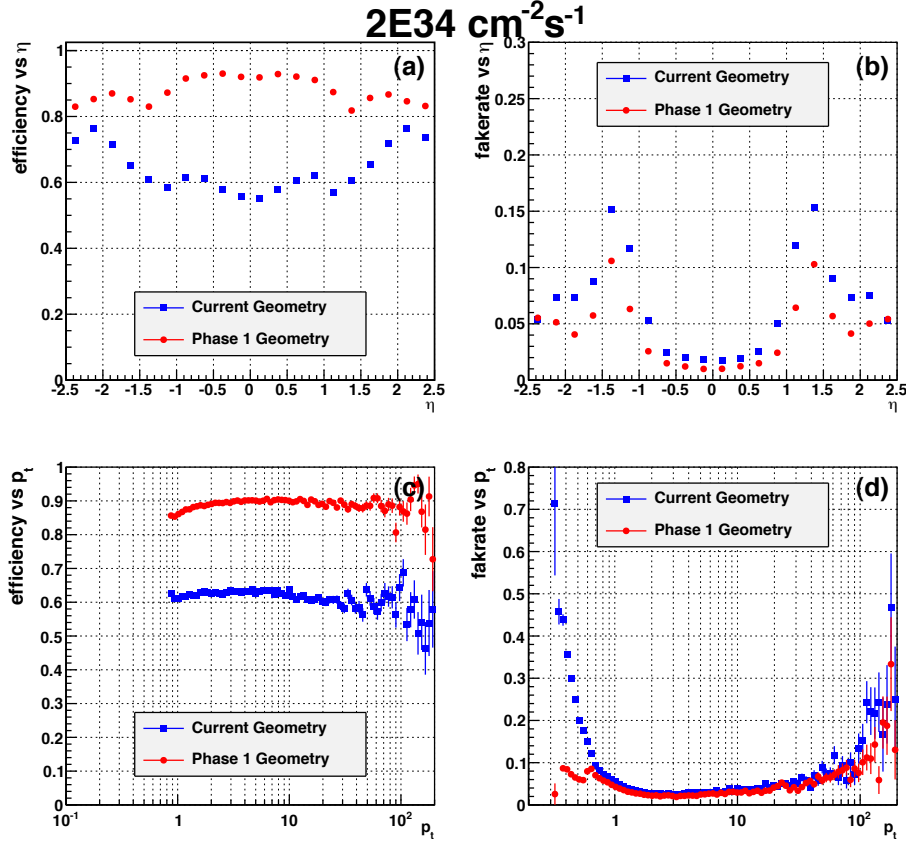 2E34 cm⁻²s⁻¹
efficiency vs η
1
0.8
0.6
0.4
0.2
0
(a)
Current Geometry
Phase 1 Geometry
-2.5 -2 -1.5 -1 -0.5 0 0.5 1 1.5 2 2.5
η
fakerate vs η
0.3
0.25
0.2
0.15
0.1
0.05
0
(b)
Current Geometry
Phase 1 Geometry
-2.5 -2 -1.5 -1 -0.5 0 0.5 1 1.5 2 2.5
η
efficiency vs pₜ
1
0.9
0.8
0.7
0.6
0.5
0.4
0.3
0.2
0.1
0
(c)
Current Geometry
Phase 1 Geometry
10⁻¹ 1 10 10²
pₜ
fakrate vs pₜ
0.8
0.7
0.6
0.5
0.4
0.3
0.2
0.1
0
(d)
Current Geometry
Phase 1 Geometry
1 10 10²
pₜ